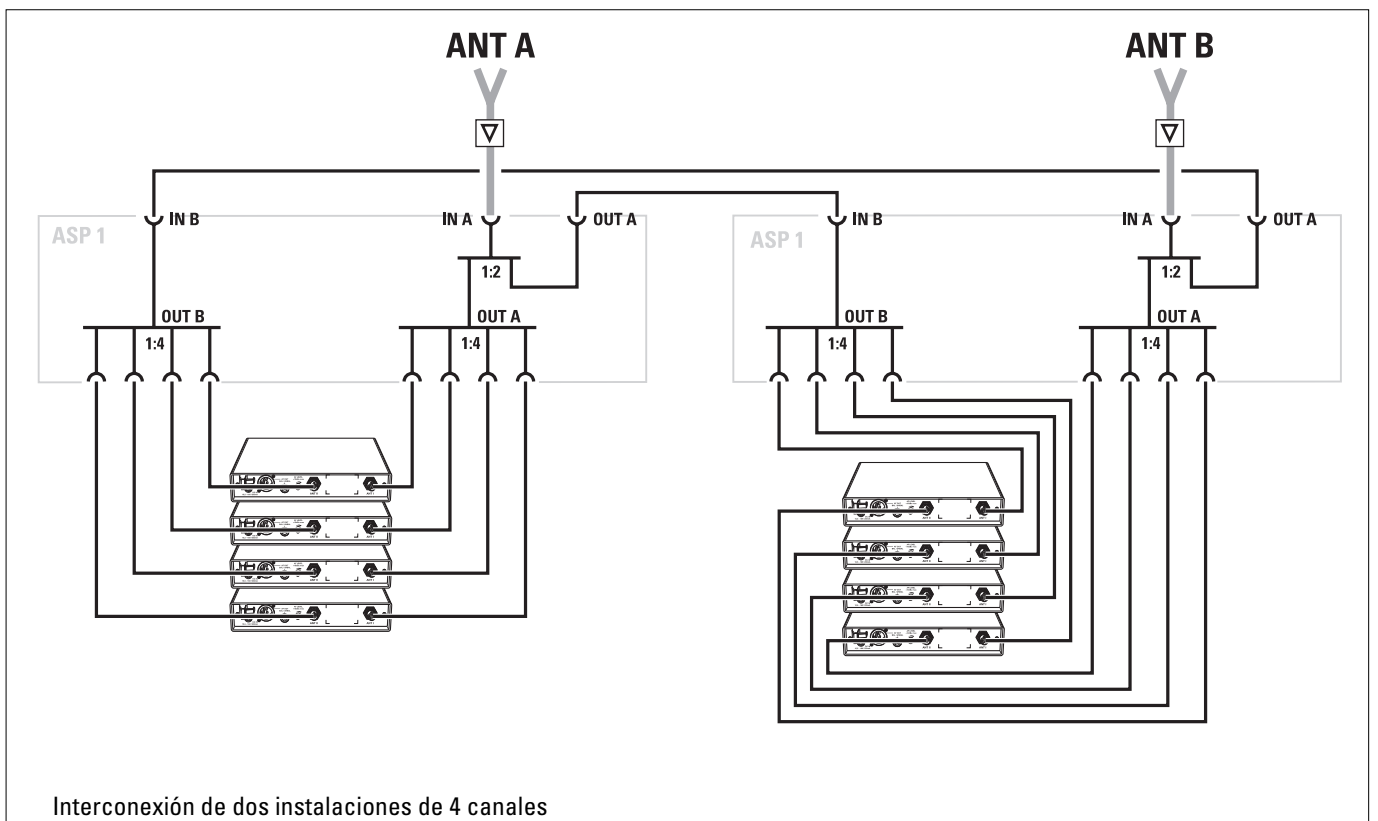 ANT A ANT B
IN B IN A OUT A IN B IN A OUT A
ASP 1 ASP 1
1:2 1:2
OUT B OUT A OUT B OUT A
1:4 1:4 1:4 1:4
Interconexión de dos instalaciones de 4 canales